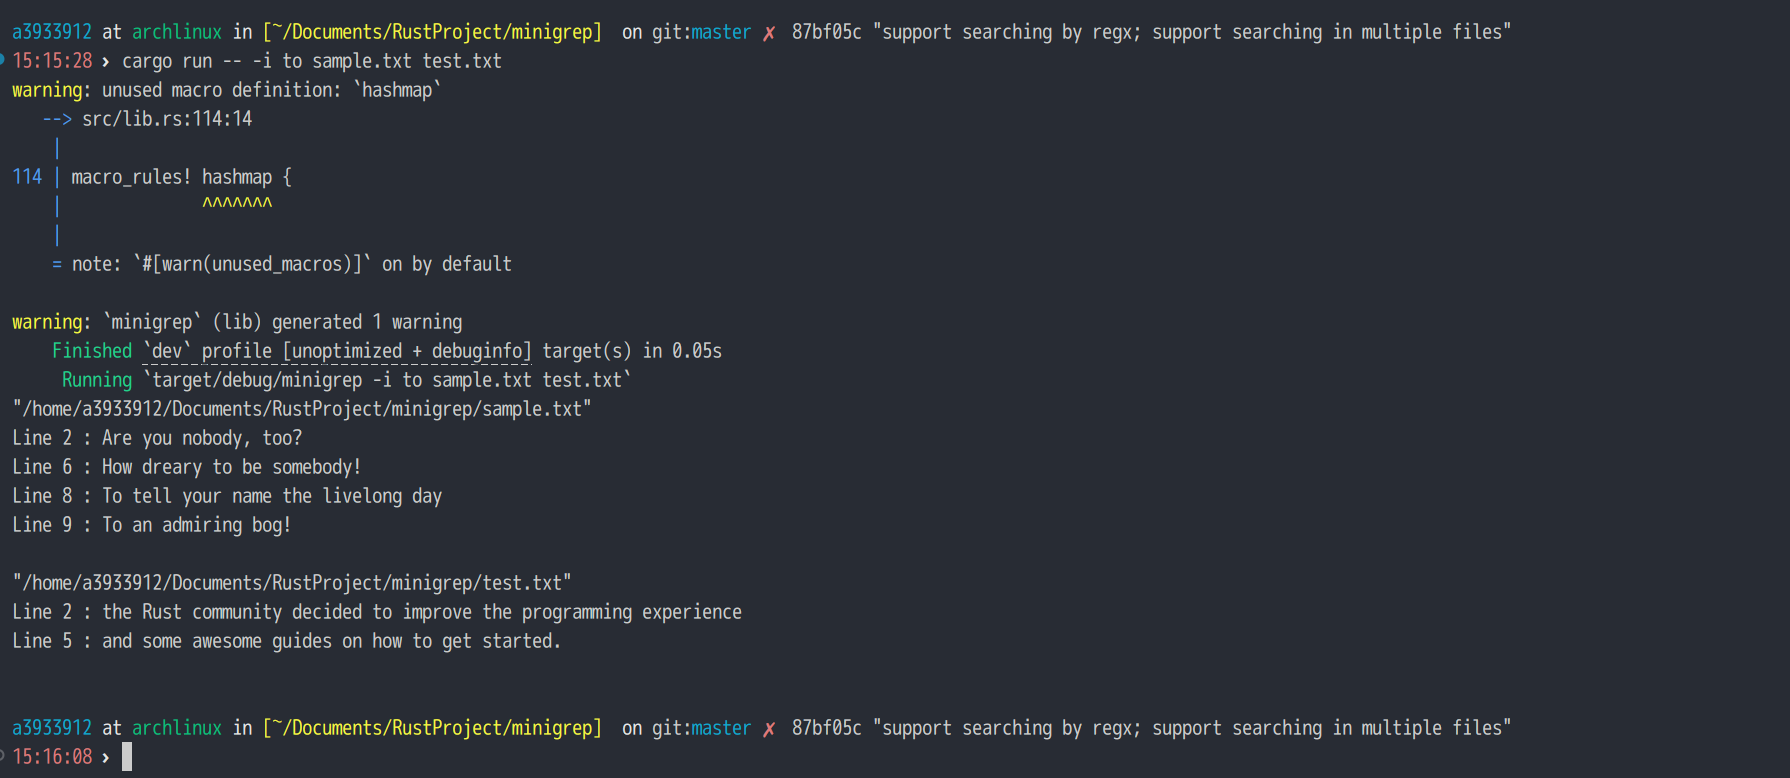 a3933912 at archlinux in [~/Documents/RustProject/minigrep]  on git:master ✗  87bf05c "support searching by regx; support searching in multiple files"
15:15:28 › cargo run -- -i to sample.txt test.txt
warning: unused macro definition: `hashmap`
   --> src/lib.rs:114:14
    |
114 | macro_rules! hashmap {
    |              ^^^^^^^
    |
    = note: `#[warn(unused_macros)]` on by default

warning: `minigrep` (lib) generated 1 warning
    Finished `dev` profile [unoptimized + debuginfo] target(s) in 0.05s
     Running `target/debug/minigrep -i to sample.txt test.txt`
"/home/a3933912/Documents/RustProject/minigrep/sample.txt"
Line 2 : Are you nobody, too?
Line 6 : How dreary to be somebody!
Line 8 : To tell your name the livelong day
Line 9 : To an admiring bog!

"/home/a3933912/Documents/RustProject/minigrep/test.txt"
Line 2 : the Rust community decided to improve the programming experience
Line 5 : and some awesome guides on how to get started.

a3933912 at archlinux in [~/Documents/RustProject/minigrep]  on git:master ✗  87bf05c "support searching by regx; support searching in multiple files"
15:16:08 ›